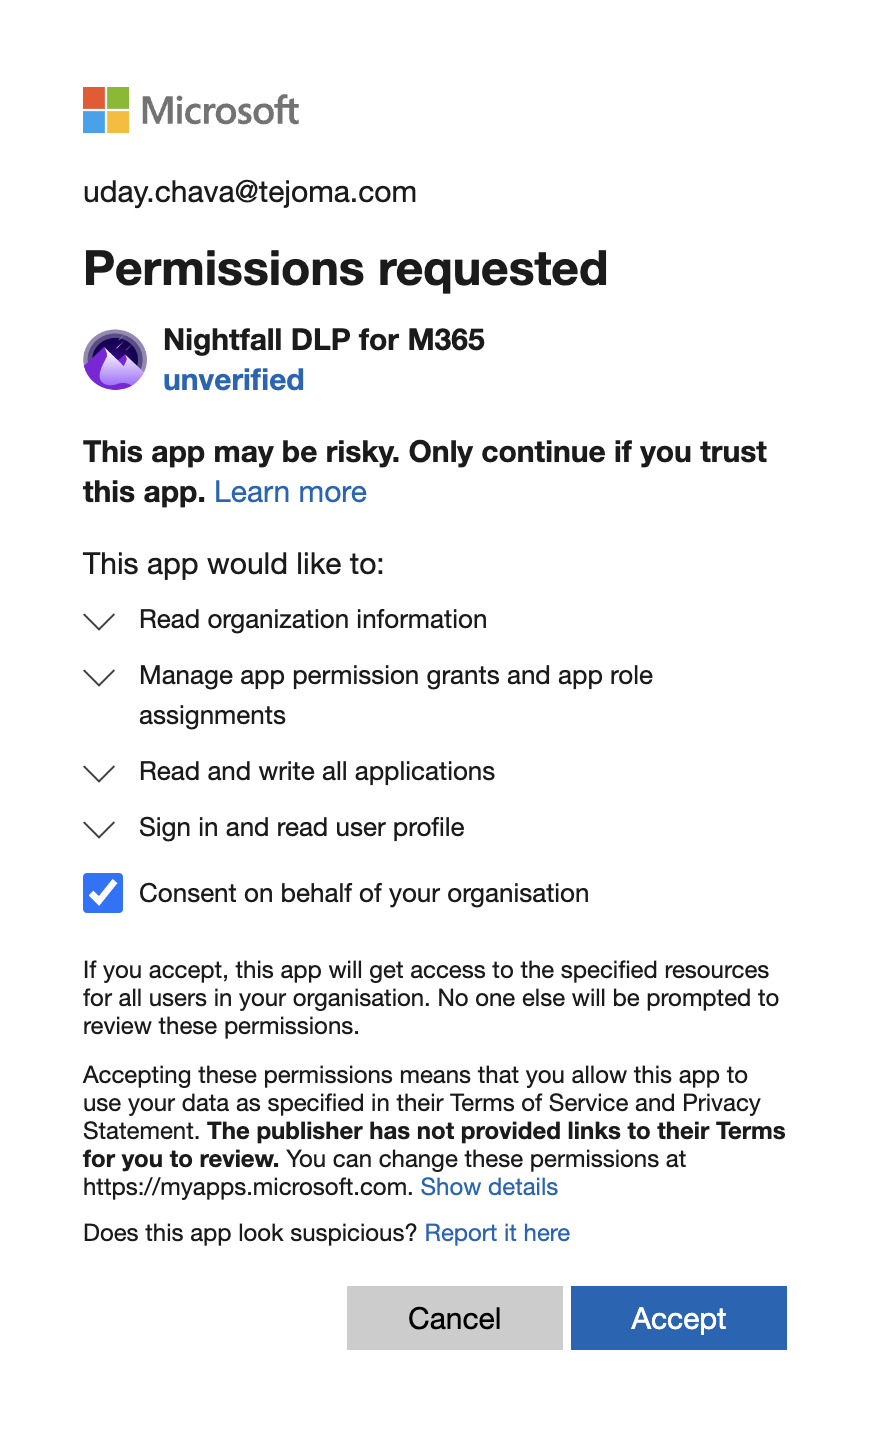 Microsoft
uday.chava@tejoma.com
Permissions requested
Nightfall DLP for M365
unverified
This app may be risky. Only continue if you trust
this app. Learn more
This app would like to:
Read organization information
Manage app permission grants and app role
assignments
Read and write all applications
Sign in and read user profile
Consent on behalf of your organisation
If you accept, this app will get access to the specified resources
for all users in your organisation. No one else will be prompted to
review these permissions.
Accepting these permissions means that you allow this app to
use your data as specified in their Terms of Service and Privacy
Statement. The publisher has not provided links to their Terms
for you to review. You can change these permissions at
https://myapps.microsoft.com. Show details
Does this app look suspicious? Report it here
Cancel Accept